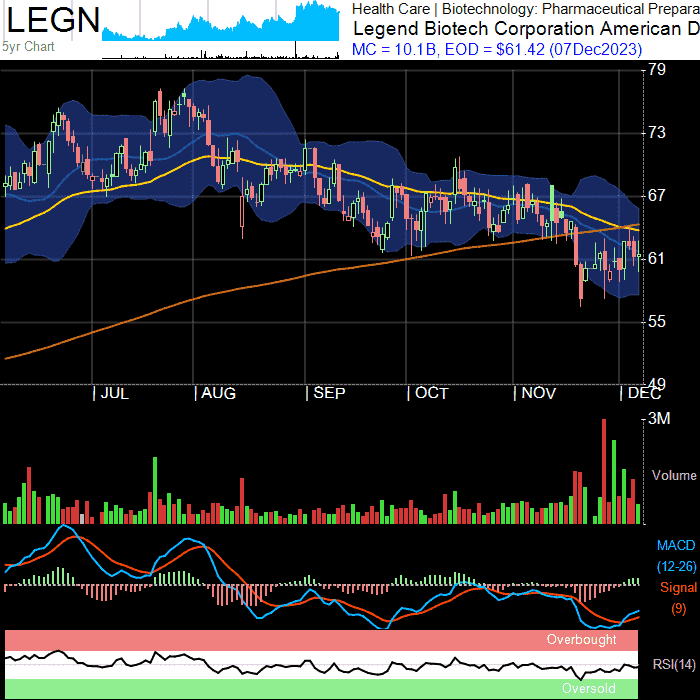 LEGN
5yr Chart
Health Care | Biotechnology: Pharmaceutical Prepara
Legend Biotech Corporation American D
MC = 10.1B, EOD = $61.42 (07Dec2023)
79
73
67
61
55
49
| JUL | AUG | SEP | OCT | NOV | DEC
3M
Volume
MACD
(12-26)
Signal
(9)
Overbought
RSI(14)
Oversold